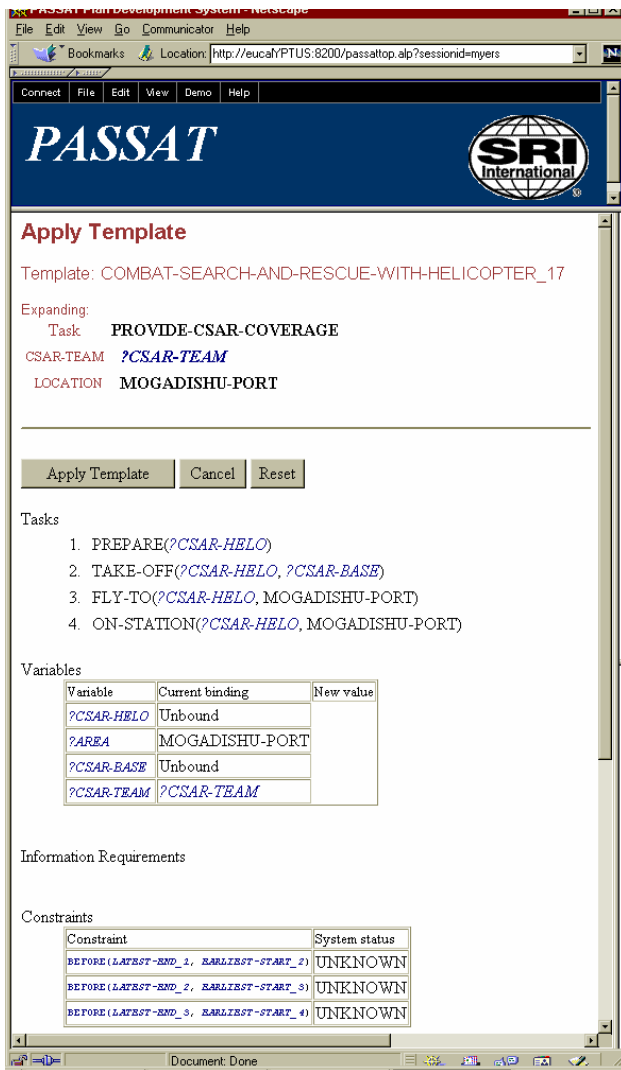 PASSAT Plan Development System - Netscape
File Edit View Go Communicator Help
Bookmarks Location: http://eucalYPTUS:8200/passattop.alp?sessionid=myers N
Connect File Edit View Demo Help
PASSAT
SRI
International
®
Apply Template
Template: COMBAT-SEARCH-AND-RESCUE-WITH-HELICOPTER_17
Expanding:
Task PROVIDE-CSAR-COVERAGE
CSAR-TEAM ?CSAR-TEAM
LOCATION MOGADISHU-PORT
Apply Template Cancel Reset
Tasks
1. PREPARE(?CSAR-HELO)
2. TAKE-OFF(?CSAR-HELO, ?CSAR-BASE)
3. FLY-TO(?CSAR-HELO, MOGADISHU-PORT)
4. ON-STATION(?CSAR-HELO, MOGADISHU-PORT)
Variables
Variable Current binding New value
?CSAR-HELO Unbound
?AREA MOGADISHU-PORT
?CSAR-BASE Unbound
?CSAR-TEAM ?CSAR-TEAM
Information Requirements
Constraints
Constraint System status
BEFORE(LATEST-END_1, EARLIEST-START_2) UNKNOWN
BEFORE(LATEST-END_2, EARLIEST-START_3) UNKNOWN
BEFORE(LATEST-END_3, EARLIEST-START_4) UNKNOWN
Document: Done